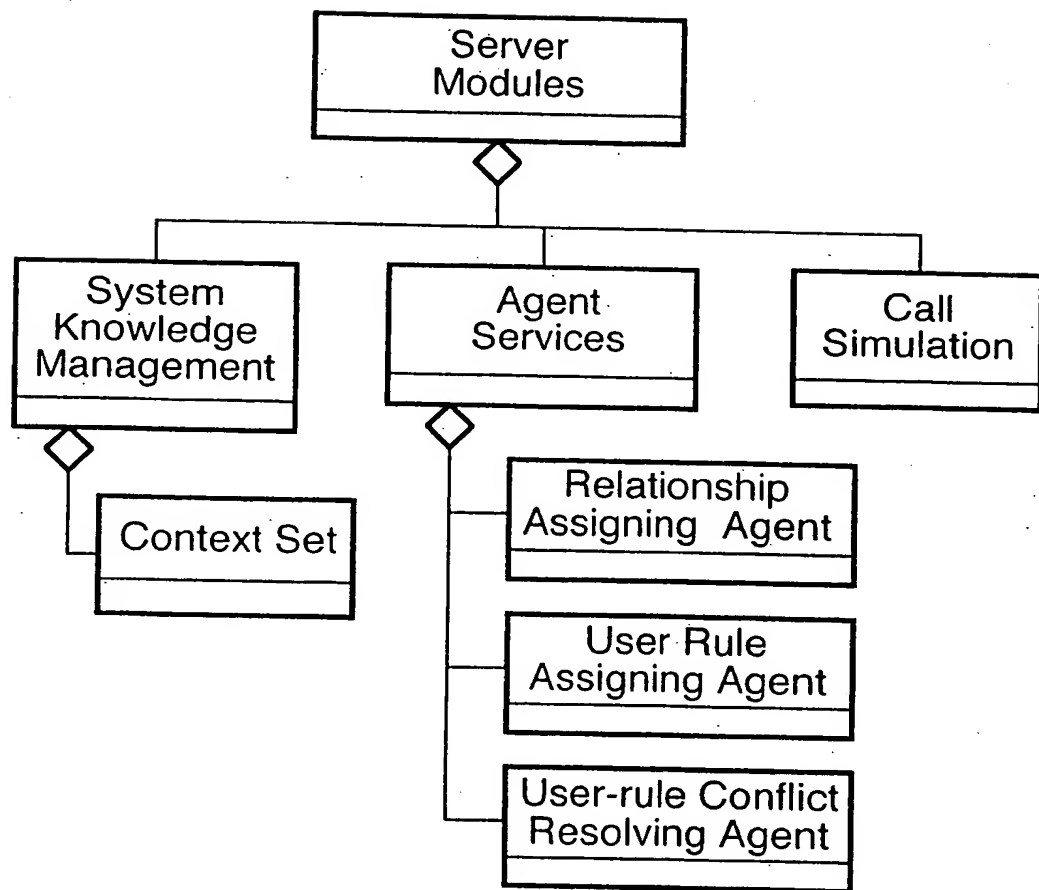 Server
Modules
System
Knowledge
Management
Agent
Services
Call
Simulation
Context Set
Relationship
Assigning Agent
User Rule
Assigning Agent
User-rule Conflict
Resolving Agent